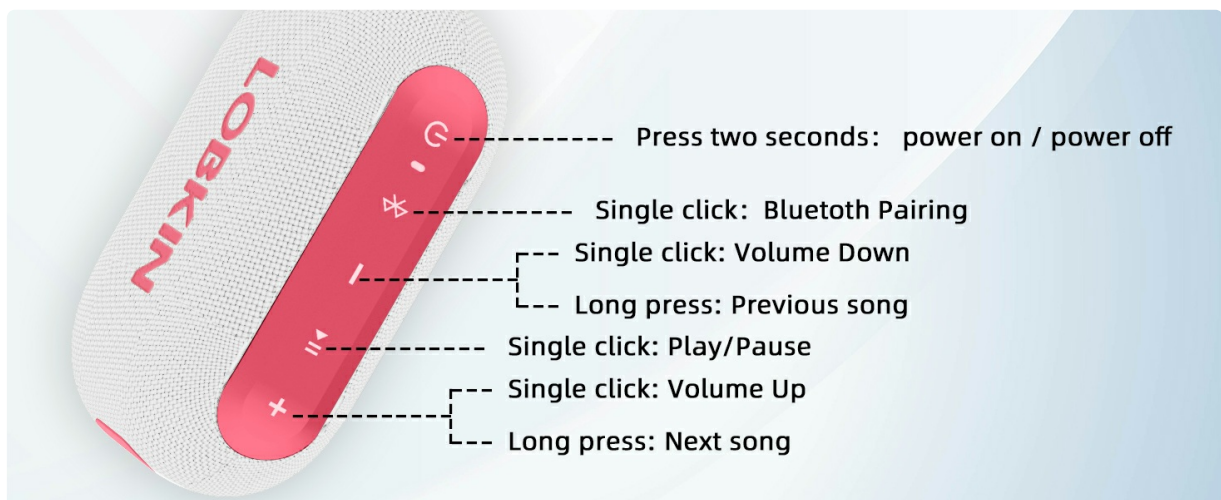 LOBKIN
Press two seconds: power on / power off
Single click: Bluetoth Pairing
Single click: Volume Down
Long press: Previous song
Single click: Play/Pause
Single click: Volume Up
Long press: Next song